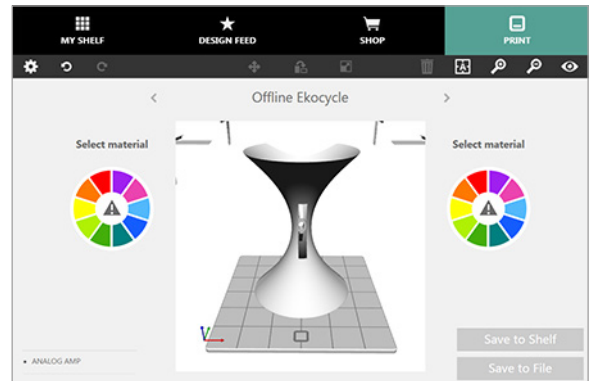 MY SHELF
DESIGN FEED
SHOP
PRINT
A
< Offline Ekocycle >
Select material
Select material
Save to Shelf
• ANALOG AMP
Save to File